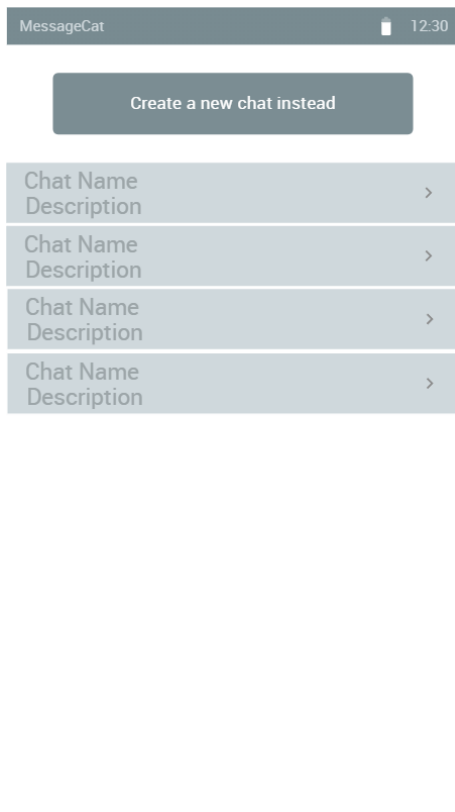 MessageCat
12:30
Create a new chat instead
Chat Name
Description
Chat Name
Description
Chat Name
Description
Chat Name
Description